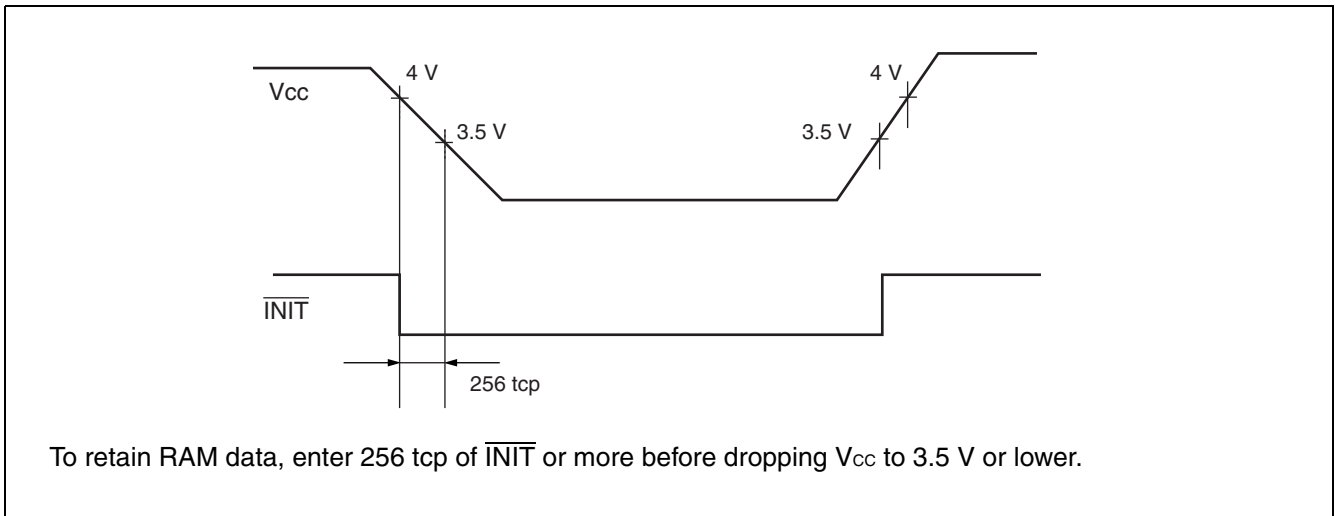 4 V
4 V
Vcc
3.5 V
3.5 V
INIT
256 tcp
To retain RAM data, enter 256 tcp of INIT or more before dropping Vcc to 3.5 V or lower.